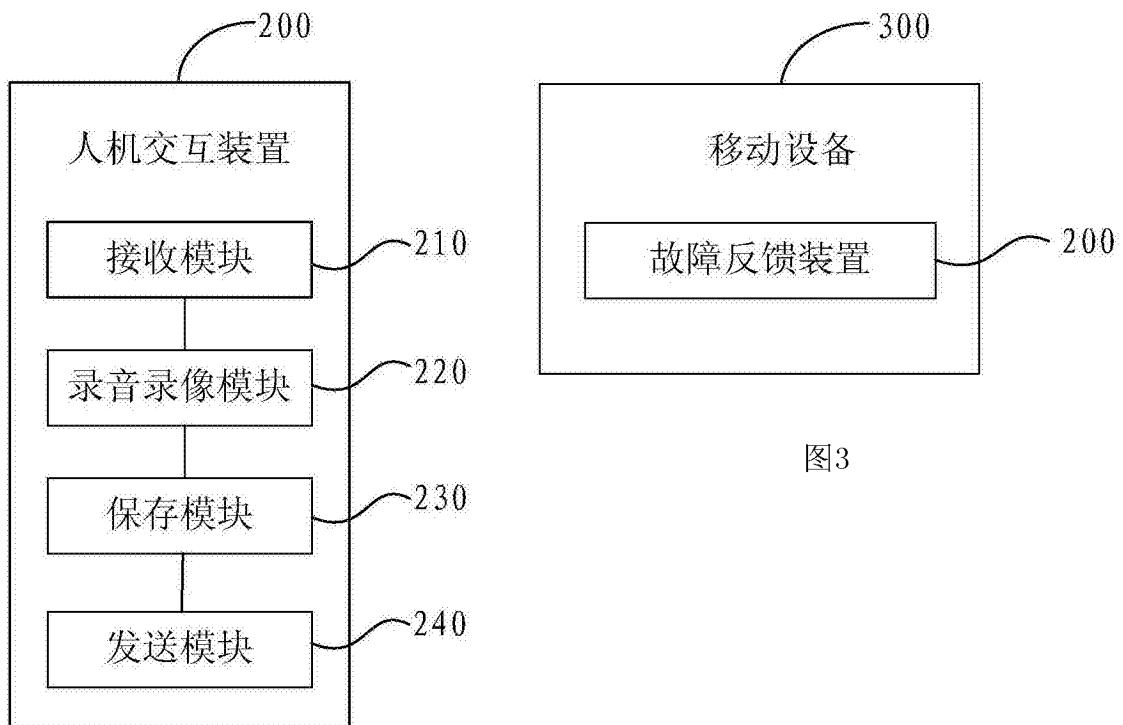 200
人机交互装置
接收模块
210
录音录像模块
220
保存模块
230
发送模块
240
300
移动设备
故障反馈装置
200
图3